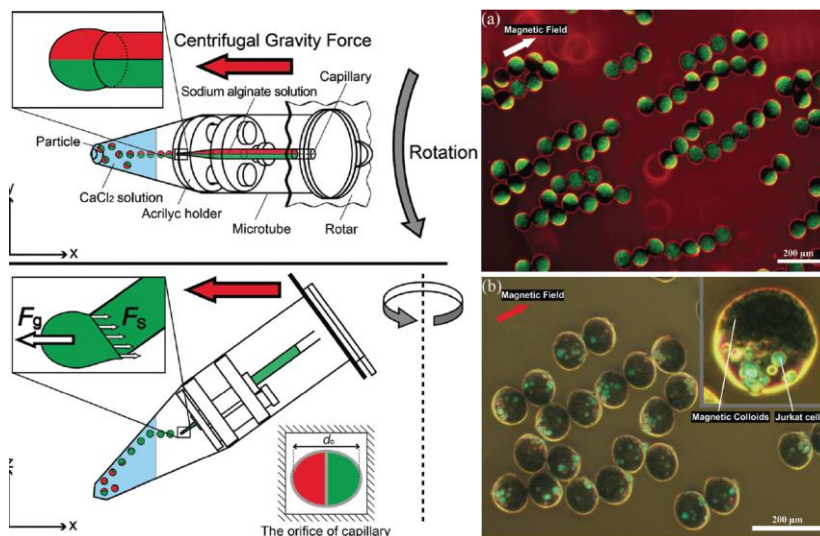 Centrifugal Gravity Force
Capillary
Sodium alginate solution
Particle
Rotation
CaCl₂ solution
Acrilyc holder
Microtube
Rotar
X
Fg
Fs
dₒ
X
The orifice of capillary
(a)
Magnetic Field
200 µm
(b)
Magnetic Field
Magnetic Colloids
Jurkat cell
200 µm